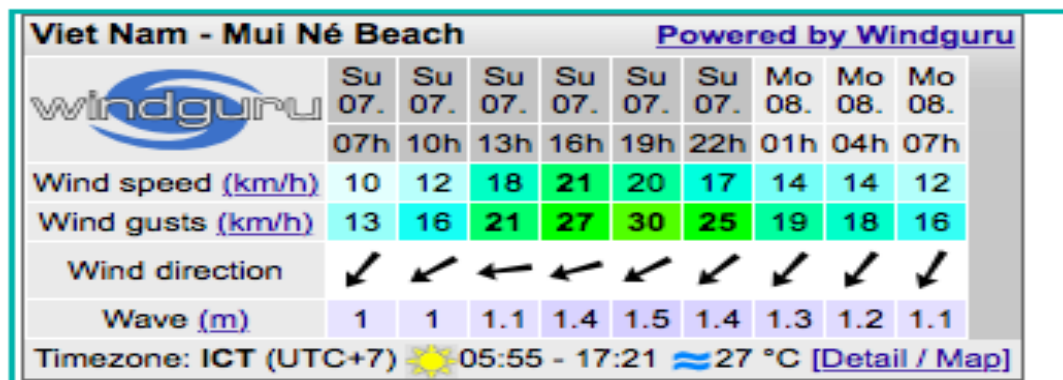 Viet Nam - Mui Né Beach Powered by Windguru
windguru
Su Su Su Su Su Su Mo Mo Mo
07. 07. 07. 07. 07. 07. 08. 08. 08.
07h 10h 13h 16h 19h 22h 01h 04h 07h
Wind speed (km/h) 10 12 18 21 20 17 14 14 12
Wind gusts (km/h) 13 16 21 27 30 25 19 18 16
Wind direction
Wave (m) 1 1 1.1 1.4 1.5 1.4 1.3 1.2 1.1
Timezone: ICT (UTC+7) 05:55 - 17:21 27 °C [Detail / Map]